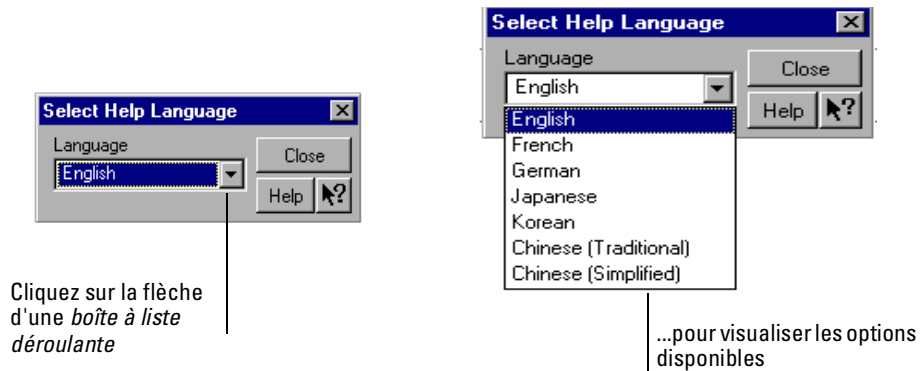 Select Help Language
Language
English
Close
Help
?
Cliquez sur la flèche
d'une boîte à liste
déroulante
Select Help Language
Language
English
Close
Help
?
English
French
German
Japanese
Korean
Chinese (Traditional)
Chinese (Simplified)
...pour visualiser les options
disponibles